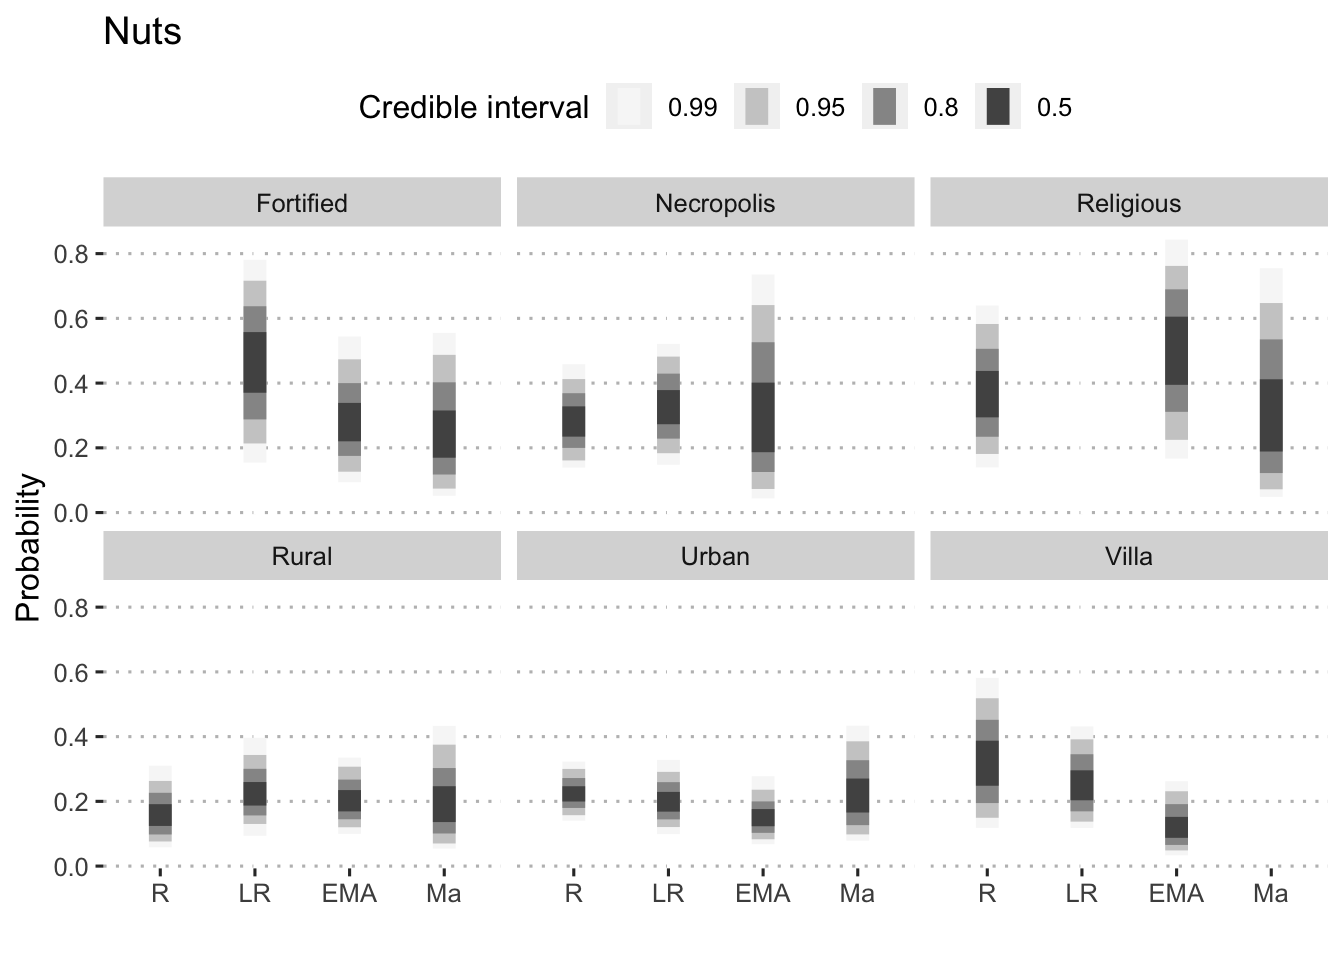 Nuts
Credible interval 0.99 0.95 0.8 0.5
Fortified Necropolis Religious
0.8
0.6
0.4
0.2
0.0
Probability
Rural Urban Villa
0.8
0.6
0.4
0.2
0.0
R LR EMA Ma R LR EMA Ma R LR EMA Ma